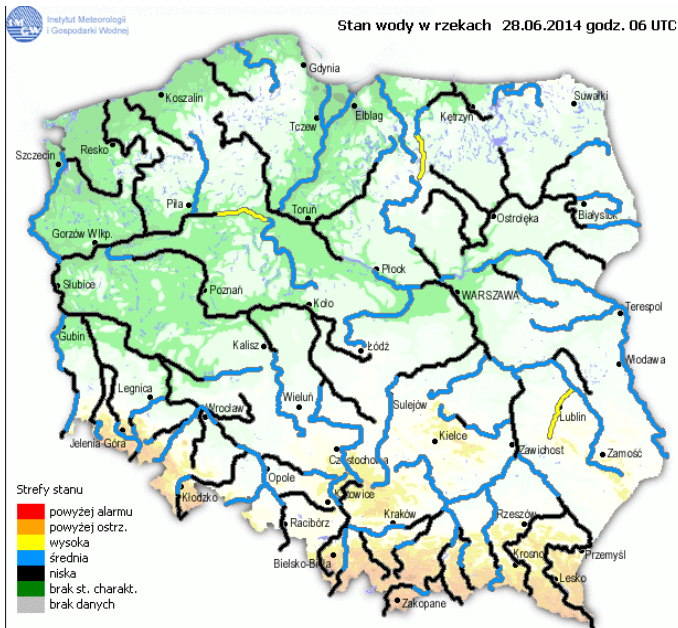 Instytut Meteorologii
i Gospodarki Wodnej
Stan wody w rzekach 28.06.2014 godz. 06 UTC
Gdynia
Koszalin
Suwałki
Tczew
Elbląg
Kętrzyn
Resko
Szczecin
Piła
Toruń
Ostrołęka
Białystok
Gorzów Wlkp.
Płock
Słubice
Poznań
Koło
WARSZAWA
Terespol
Gubin
Kalisz
Łódź
Włodawa
Legnica
Wrocław
Wieluń
Sulejów
Lublin
Jelenia Góra
Kielce
Zawichost
Zamość
Częstochowa
Opole
Kłodzko
Katowice
Racibórz
Kraków
Rzeszów
Bielsko-Biała
Krosno
Przemyśl
Lesko
Zakopane
Strefy stanu
powyżej alarmu
powyżej ostrz.
wysoka
średnia
niska
brak st. charakt.
brak danych